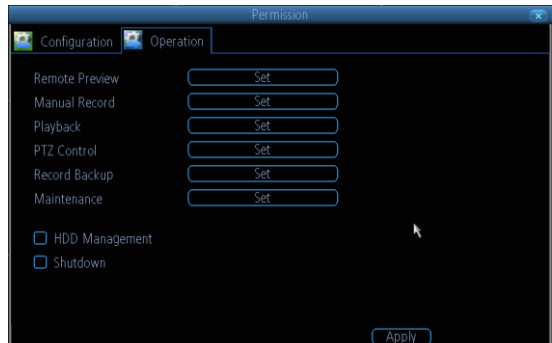 Permission
Configuration Operation
Remote Preview Set
Manual Record Set
Playback Set
PTZ Control Set
Record Backup Set
Maintenance Set
HDD Management
Shutdown
Apply